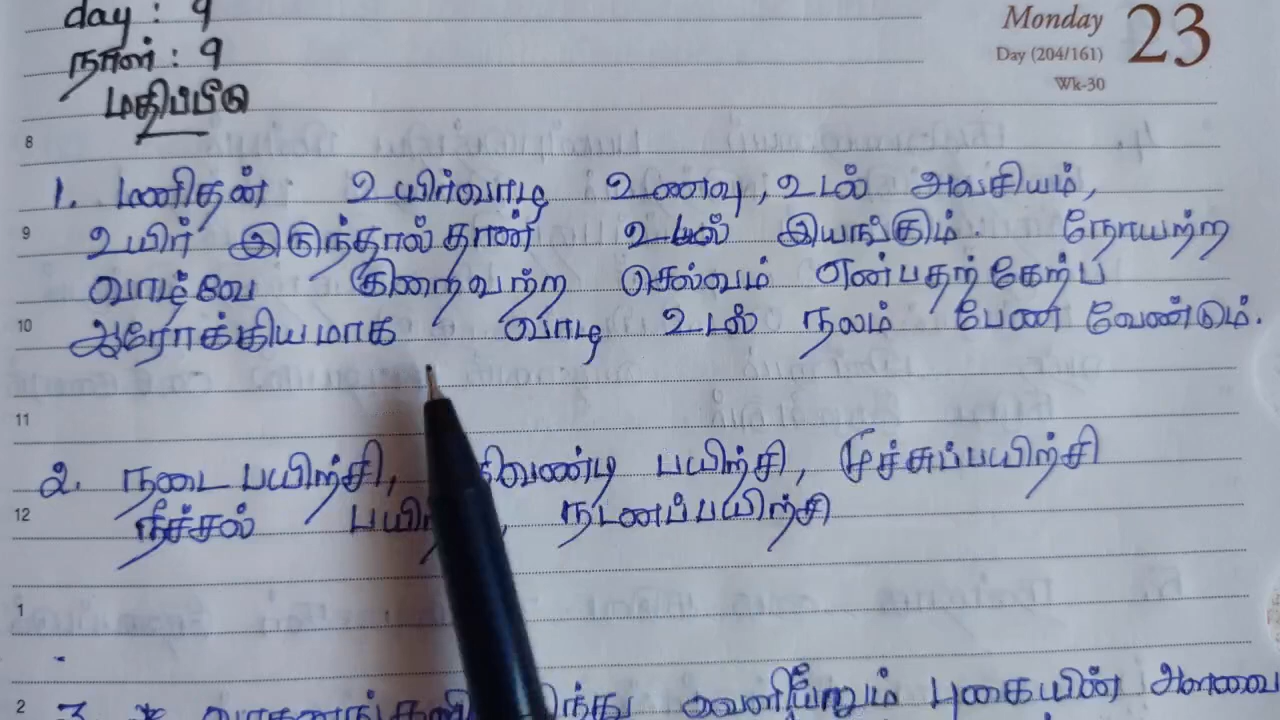 day : 9
நாள் : 9
மதிப்பீடு
Monday 23
Day (204/161)
Wk-30
8
1. மனிதன் உயிர்வாழ உணவு, உடல் அவசியம்,
9 உயிர் இருந்தால் தான் உடல் இயங்கும். நோயற்ற
வாழ்வே குறைவற்ற செல்வம் என்பதற்கேற்ப
10 ஆரோக்கியமாக வாழ உடல் நலம் பேண வேண்டும்.
11
2. நடை பயிற்சி, பயிற்சி, மூச்சுப்பயிற்சி
12 நீச்சல் நடனப்பயிற்சி
1
2 3. * வெளியேறும் புகையின் அளவை